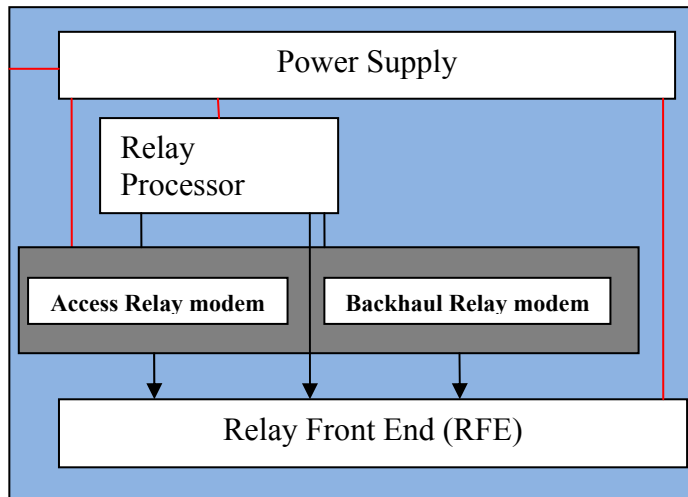 Power Supply
Relay
Processor
Access Relay modem
Backhaul Relay modem
Relay Front End (RFE)